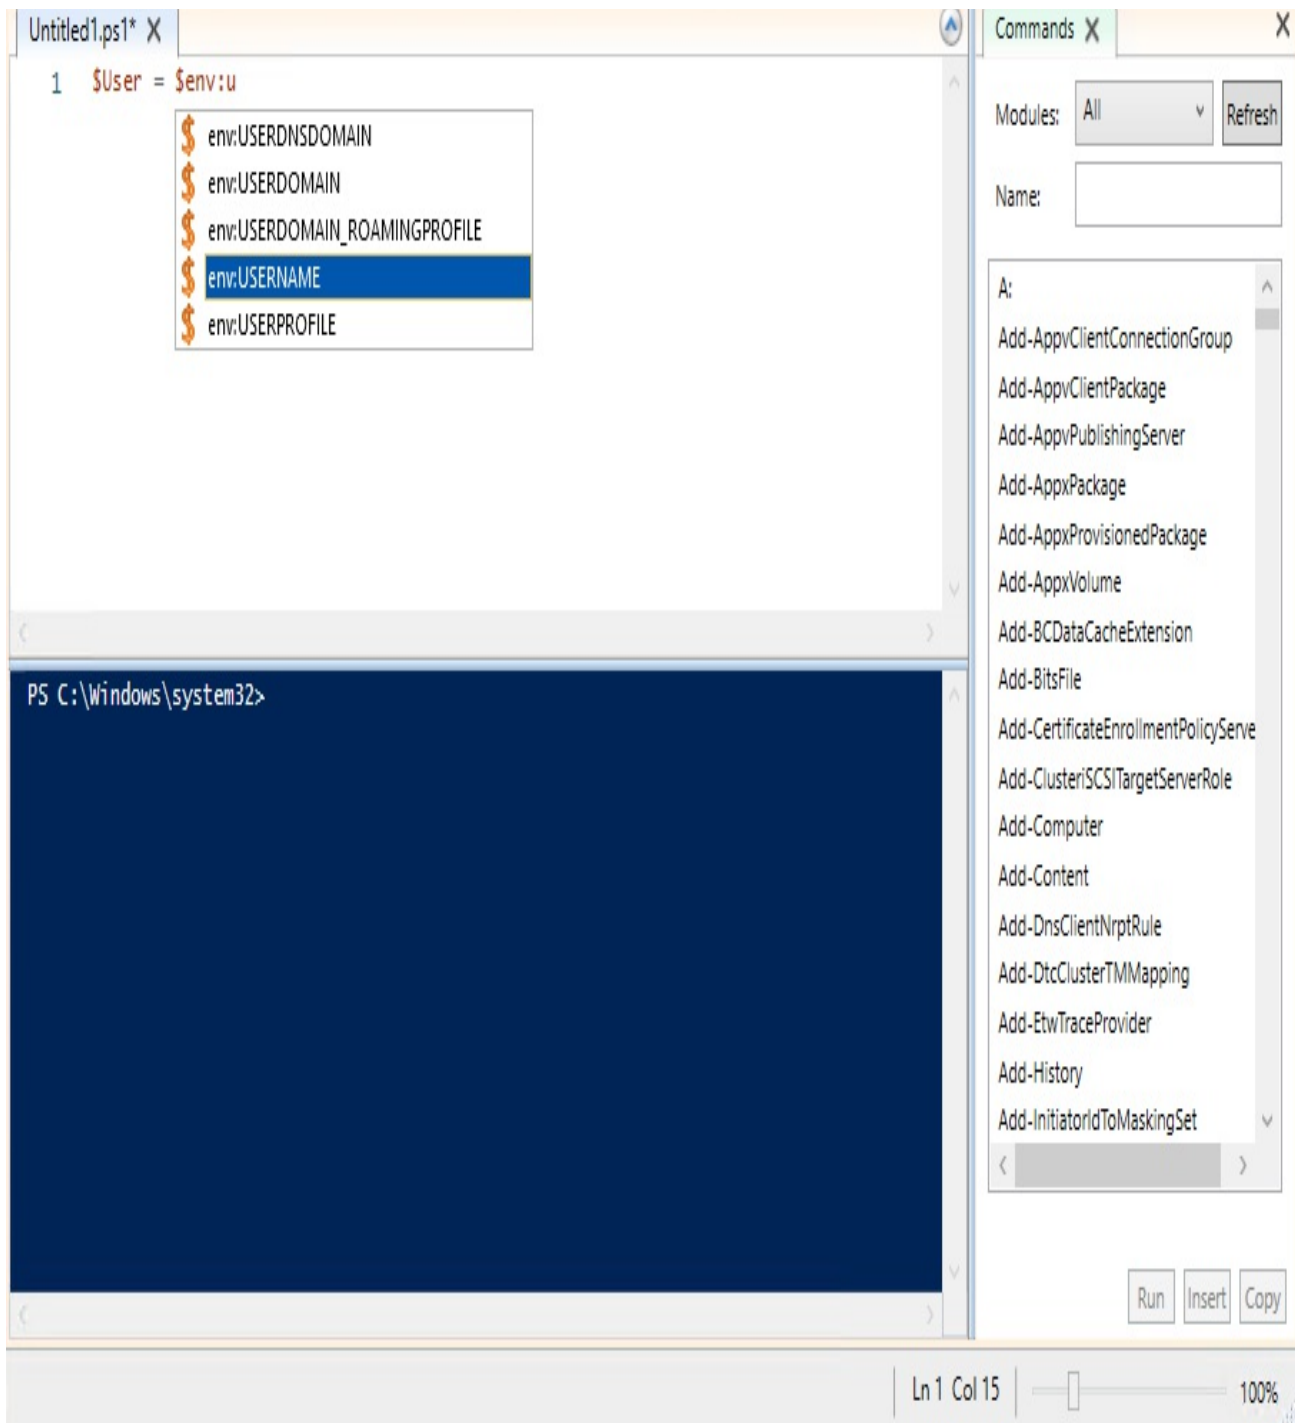 Untitled1.ps1* X
1 $User = $env:u
env:USERDNSDOMAIN
env:USERDOMAIN
env:USERDOMAIN_ROAMINGPROFILE
env:USERNAME
env:USERPROFILE
PS C:\Windows\system32>
Commands X
Modules: All Refresh
Name:
A:
Add-AppvClientConnectionGroup
Add-AppvClientPackage
Add-AppvPublishingServer
Add-AppxPackage
Add-AppxProvisionedPackage
Add-AppxVolume
Add-BCDataCacheExtension
Add-BitsFile
Add-CertificateEnrollmentPolicyServe
Add-ClusteriSCSITargetServerRole
Add-Computer
Add-Content
Add-DnsClientNrptRule
Add-DtcClusterTMMapping
Add-EtwTraceProvider
Add-History
Add-InitiatorIdToMaskingSet
Run Insert Copy
Ln 1 Col 15 100%